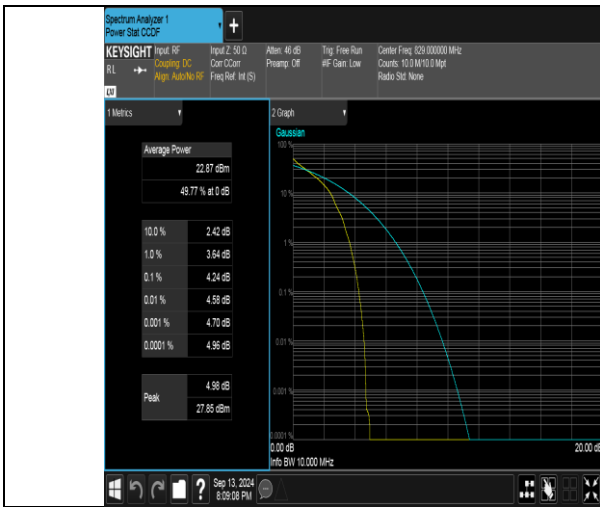 Spectrum Analyzer 1
Power Stat CCDF
KEYSIGHT
Input: RF
Input Z: 50 Ω
Atten: 46 dB
Trig: Free Run
Center Freq: 829.000000 MHz
R L
Coupling: DC
Corr CCorr
Preamp: Off
#IF Gain: Low
Counts: 10.0 M/10.0 Mpt
Align: Auto/No RF
Freq Ref: Int (S)
Radio Std: None
LXI
1 Metrics
2 Graph
Gaussian
Average Power
22.87 dBm
49.77 % at 0 dB
10.0 % 2.42 dB
1.0 % 3.64 dB
0.1 % 4.24 dB
0.01 % 4.58 dB
0.001 % 4.70 dB
0.0001 % 4.96 dB
Peak
4.98 dB
27.85 dBm
100 %
10 %
1 %
0.1 %
0.01 %
0.001 %
0.0001 %
0.00 dB
20.00 dB
Info BW 10.000 MHz
?
Sep 13, 2024
8:09:08 PM